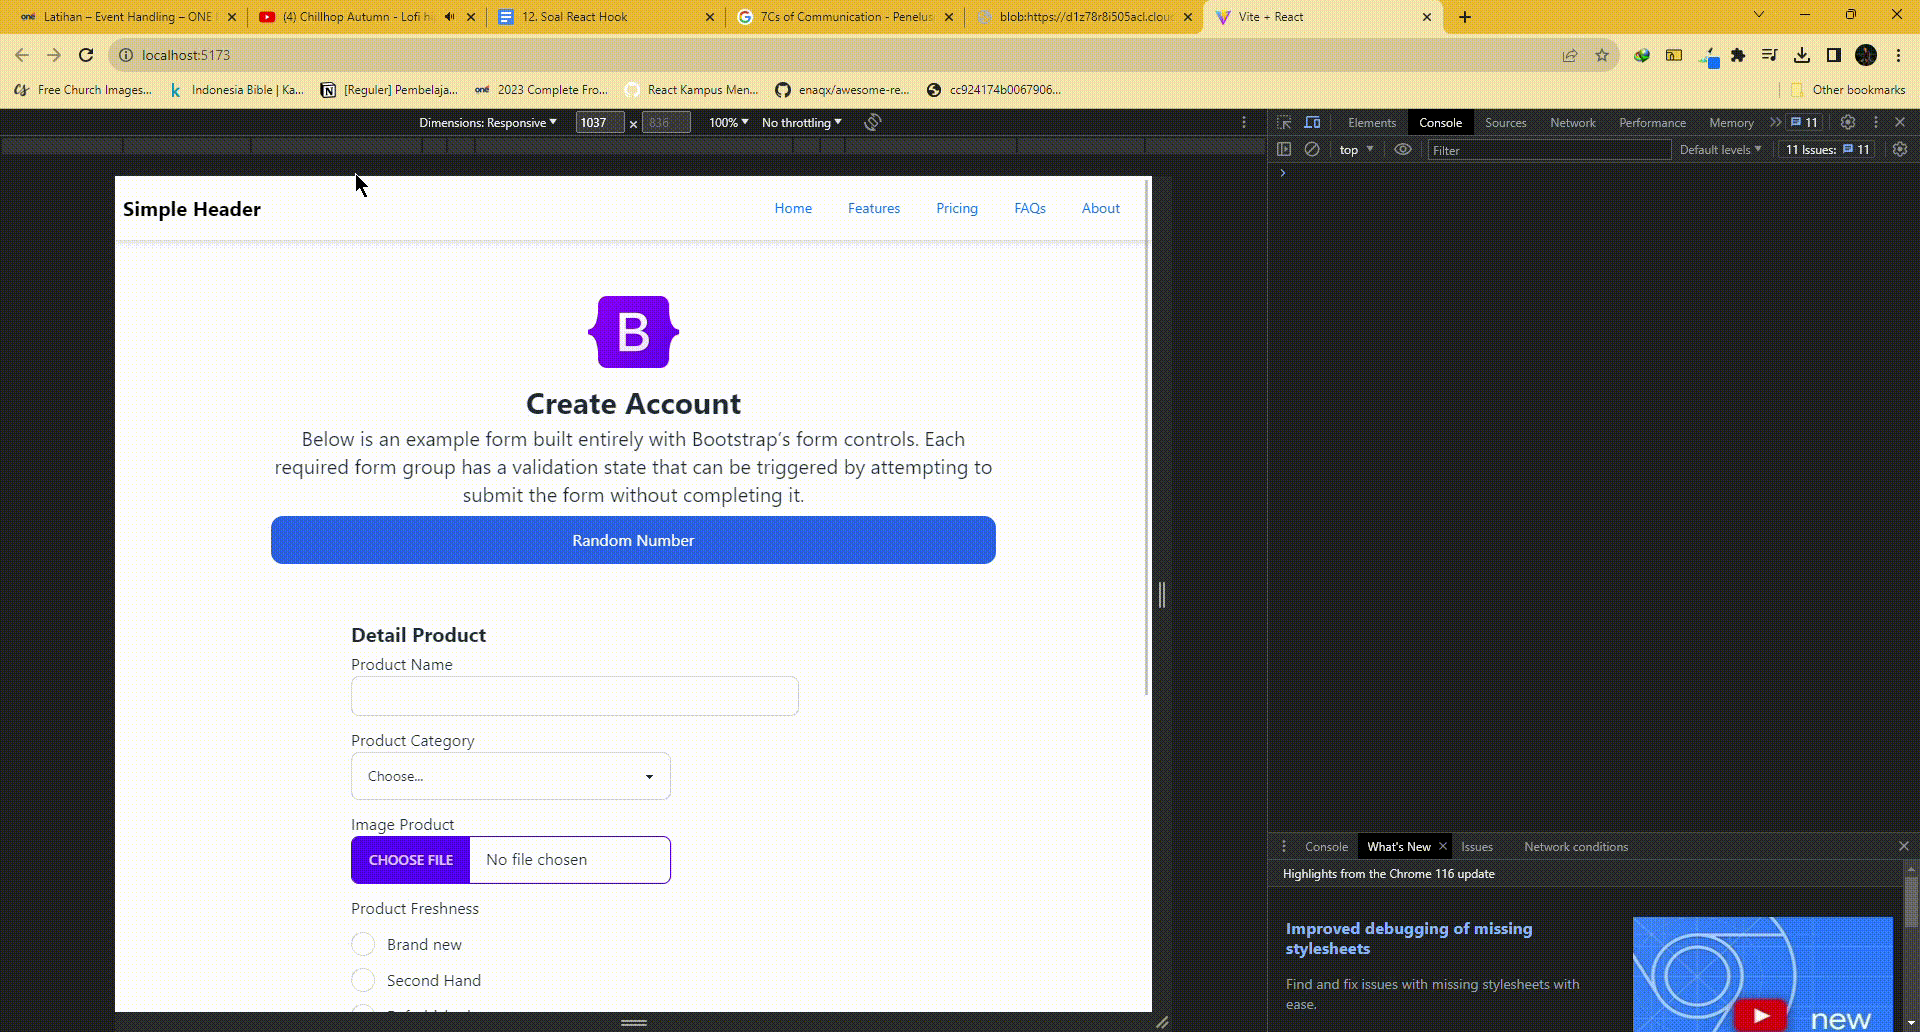 Latihan – Event Handling – ONE
(4) Chillhop Autumn - Lofi h
12. Soal React Hook
7Cs of Communication - Penelus
blob:https://d1z78r8i505acl.clou
Vite + React
localhost:5173
Free Church Images...
Indonesia Bible | Ka...
[Reguler] Pembelaja...
2023 Complete Fro...
React Kampus Men...
enaqx/awesome-re...
cc924174b0067906...
Other bookmarks
Dimensions: Responsive
1037
×
836
100%
No throttling
Elements
Console
Sources
Network
Performance
Memory
11
top
Filter
Default levels
11 Issues:
11
Simple Header
Home
Features
Pricing
FAQs
About
B
Create Account
Below is an example form built entirely with Bootstrap's form controls. Each
required form group has a validation state that can be triggered by attempting to
submit the form without completing it.
Random Number
Detail Product
Product Name
Product Category
Choose...
Image Product
CHOOSE FILE
No file chosen
Product Freshness
Brand new
Second Hand
Console
What's New
Issues
Network conditions
Highlights from the Chrome 116 update
Improved debugging of missing
stylesheets
Find and fix issues with missing stylesheets with
ease.
new